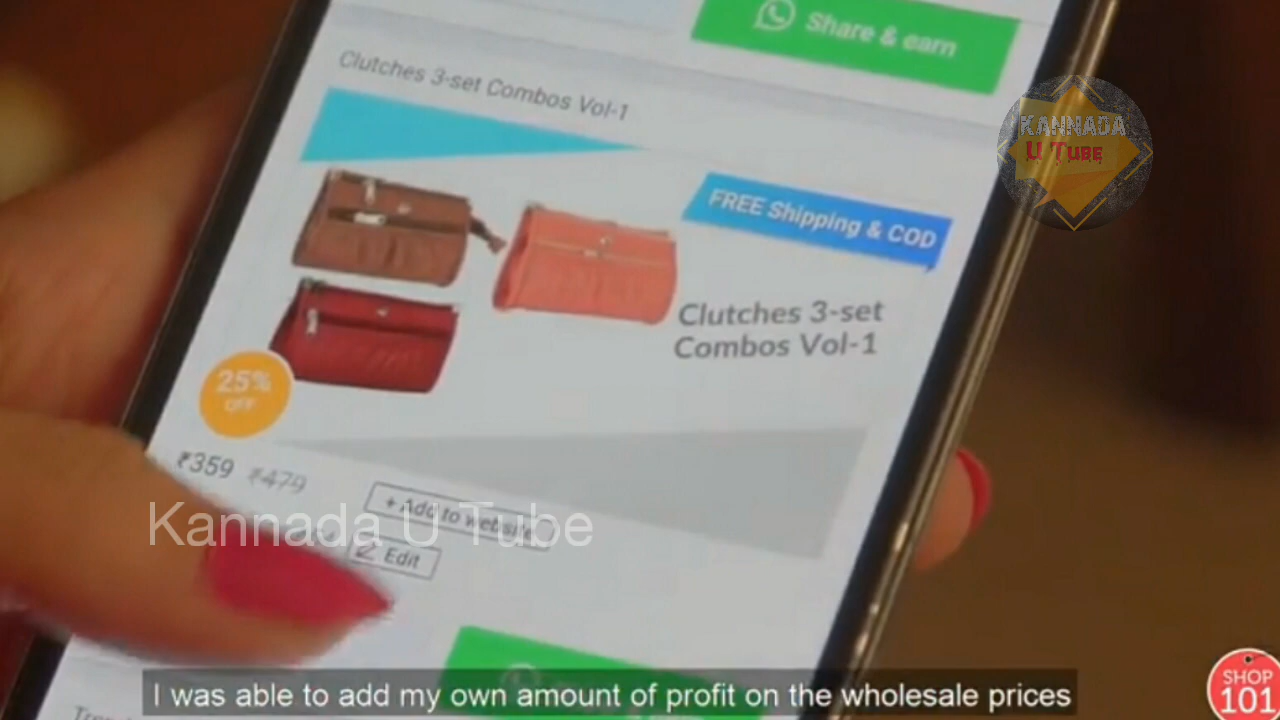 Share & earn
Clutches 3-set Combos Vol-1
KANNADA
U TUBE
FREE Shipping & COD
Clutches 3-set
Combos Vol-1
25%
OFF
₹359 ₹479
+ Add to website
Kannada U Tube
Edit
I was able to add my own amount of profit on the wholesale prices
SHOP
101